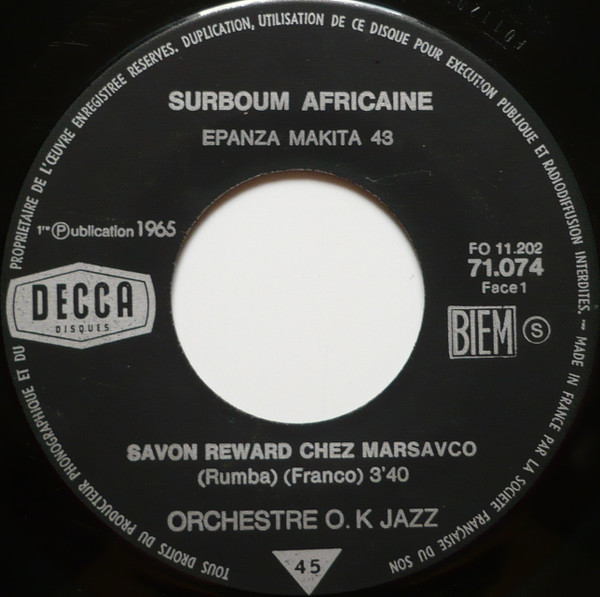 TOUS DROITS DU PRODUCTEUR PHONOGRAPHIQUE ET DU PROPRIETAIRE DE L'ŒUVRE ENREGISTREE RESERVES. DUPLICATION, UTILISATION DE CE DISQUE POUR EXECUTION PUBLIQUE ET RADIODIFFUSION INTERDITES. - MADE IN FRANCE PAR LA SOCIETE FRANÇAISE DU SON
SURBOUM AFRICAINE
EPANZA MAKITA 43
1re Ⓟublication 1965
FO 11.202
71.074
Face 1
DECCA
DISQUES
BIEM Ⓢ
SAVON REWARD CHEZ MARSAVCO
(Rumba) (Franco) 3'40
ORCHESTRE O. K JAZZ
45